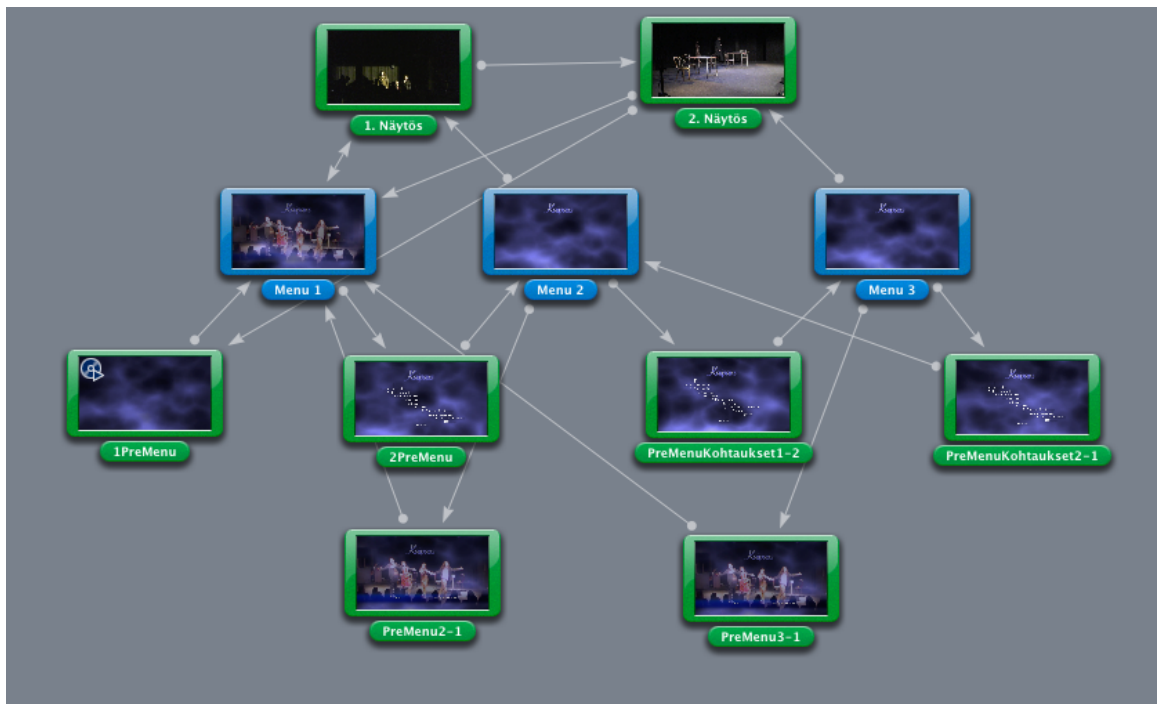 1. Näytös
2. Näytös
Menu 1
Menu 2
Menu 3
1PreMenu
2PreMenu
PreMenuKohtaukset1-2
PreMenuKohtaukset2-1
PreMenu2-1
PreMenu3-1